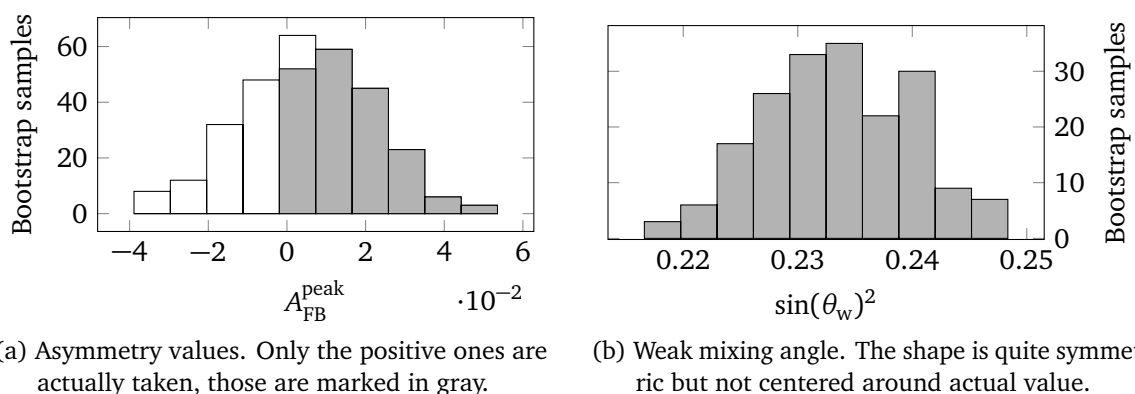 Bootstrap samples
60
40
20
0
−4 −2 0 2 4 6
A_FB^peak ·10^−2
(a) Asymmetry values. Only the positive ones are
actually taken, those are marked in gray.
Bootstrap samples
30
20
10
0
0.22 0.23 0.24 0.25
sin(θ_w)^2
(b) Weak mixing angle. The shape is quite symmet
ric but not centered around actual value.